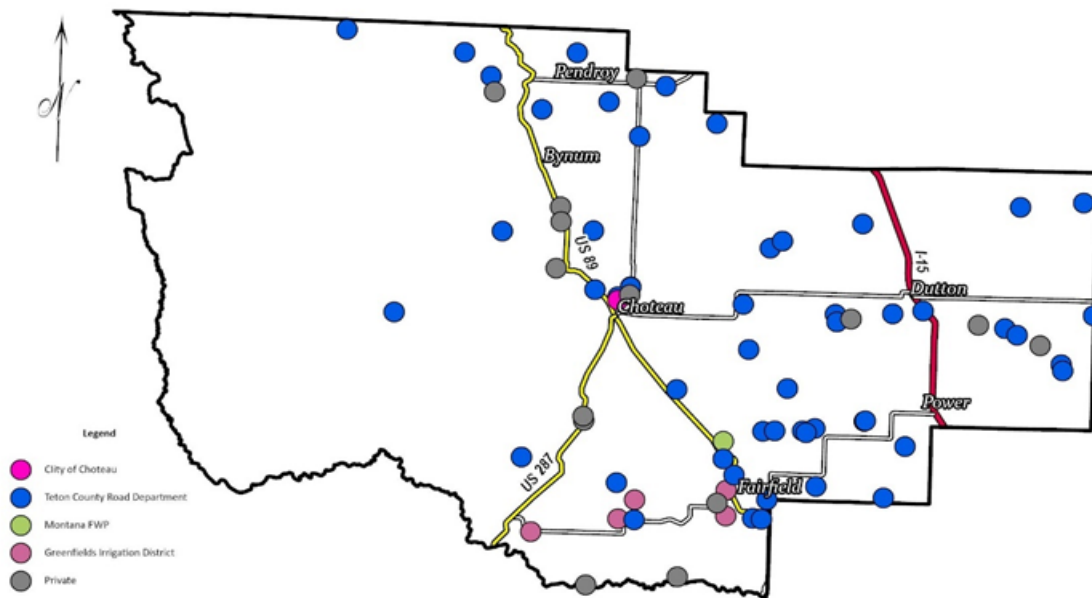 N
Pendroy
Bynum
US 89
I-15
Dutton
Choteau
Power
Legend
Clity of Choteau
Teton County Road Department
US 287
Fairfield
Montana FWP
Greenfields Irrigation District
Private